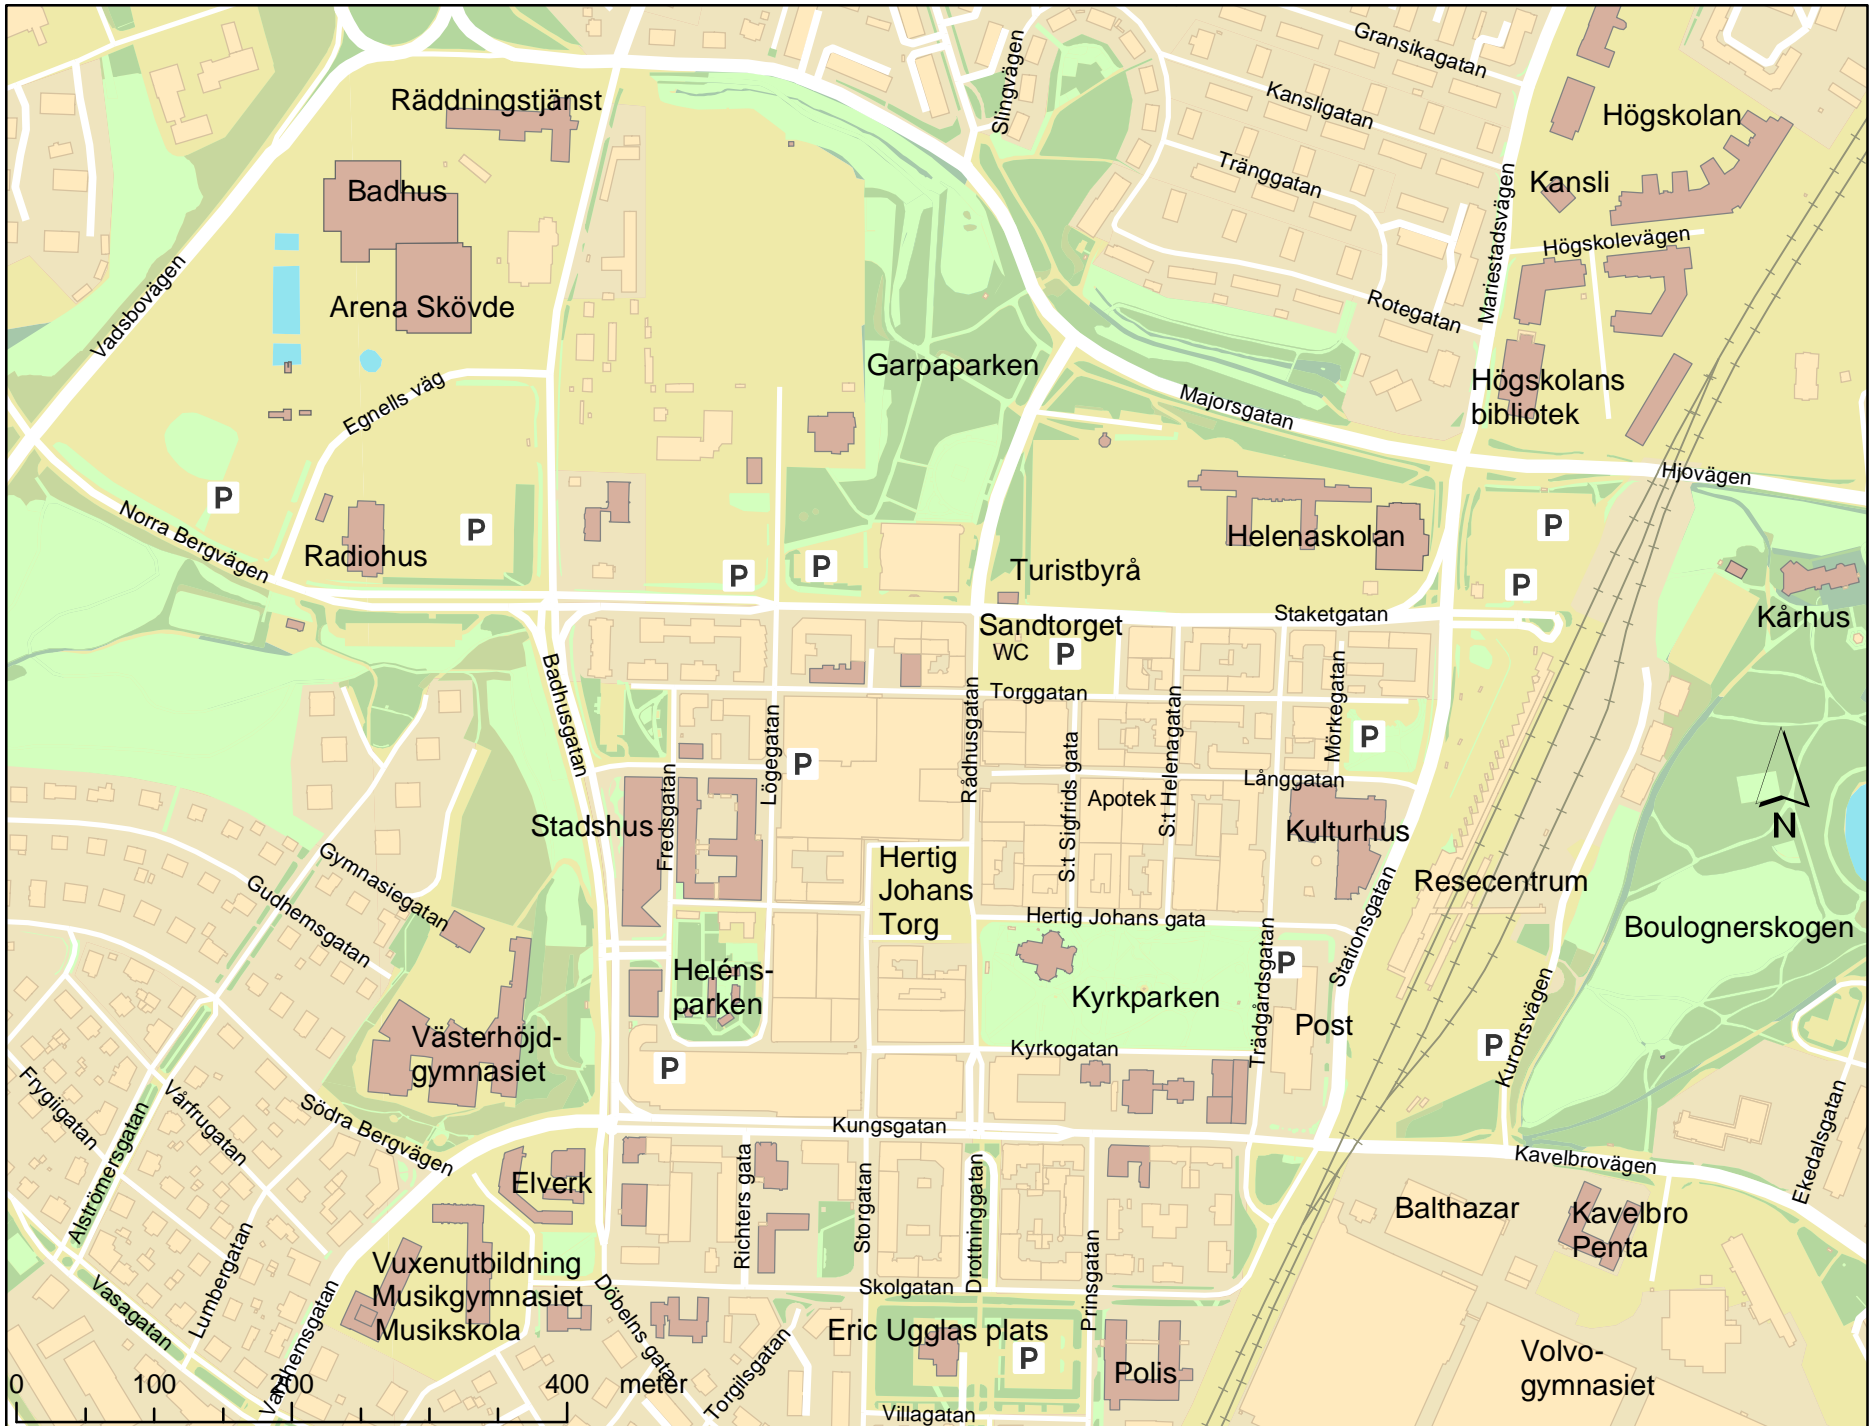 Gransikagatan
Slingvägen
Räddningstjänst
Kansligatan
Högskolan
Tränggatan
Badhus
Kansli
Mariestadsvägen
Högskolevägen
Vadsbovägen
Arena Skövde
Rotegatan
Garpaparken
Egnells väg
Majorsgatan
Högskolans
bibliotek
Hjovägen
P
P
P
Norra Bergvägen
Radiohus
Helenaskolan
P
P
Turistbyrå
P
Staketgatan
Kårhus
Sandtorget
WC
P
Badhusgatan
Torggatan
Mörkegatan
Rådhusgatan
S:t Helenagatan
Lögegatan
P
P
S:t Sigfrids gata
Långgatan
Apotek
Stadshus
Fredsgatan
Kulturhus
N
Gymnasiegatan
Gudhemsgatan
Hertig
Johans
Torg
Resecentrum
Hertig Johans gata
Boulognerskogen
Stationsgatan
Trädgårdsgatan
P
Heléns-
parken
Kyrkparken
Post
Kurortsvägen
Västerhöjd-
gymnasiet
P
Kyrkogatan
P
Frygiigatan
Vårfrugatan
Södra Bergvägen
Alströmersgatan
Kungsgatan
Kavelbrovägen
Ekedalsgatan
Elverk
Richters gata
Storgatan
Drottninggatan
Balthazar
Kavelbro
Penta
Prinsgatan
Lumbergatan
Vasagatan
Vuxenutbildning
Musikgymnasiet
Musikskola
Döbelns gata
Skolgatan
Eric Ugglas plats
P
Polis
Volvo-
gymnasiet
Vanhemsgatan
Torgilsgatan
Villagatan
0 100 200 400 meter